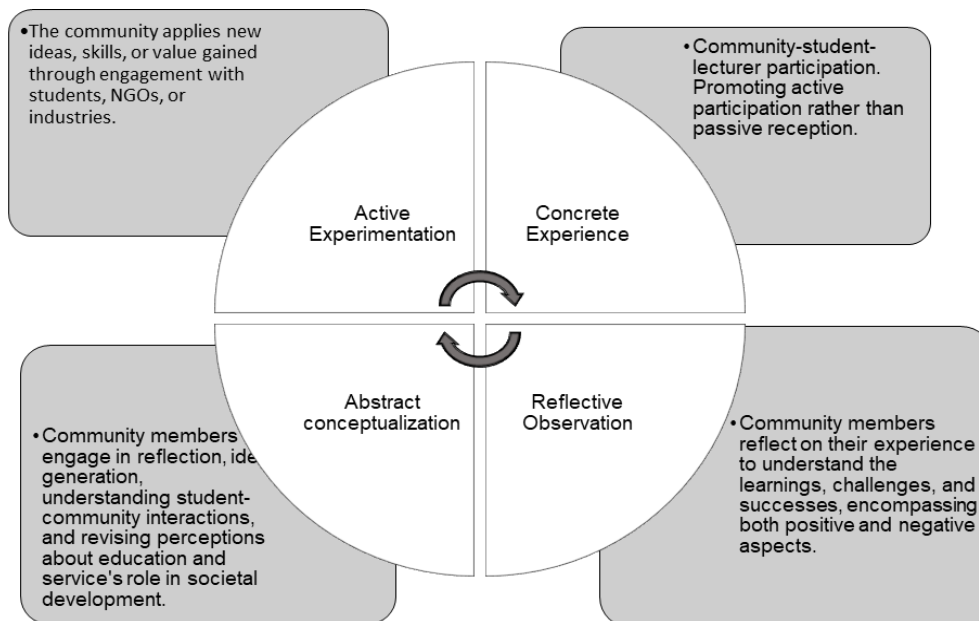 •The community applies new
ideas, skills, or value gained
through engagement with
students, NGOs, or
industries.
•Community-student-
lecturer participation.
Promoting active
participation rather than
passive reception.
Active
Experimentation
Concrete
Experience
Abstract
conceptualization
Reflective
Observation
•Community members
engage in reflection, ide
generation,
understanding student-
community interactions,
and revising perceptions
about education and
service's role in societal
development.
•Community members
reflect on their experience
to understand the
learnings, challenges, and
successes, encompassing
both positive and negative
aspects.